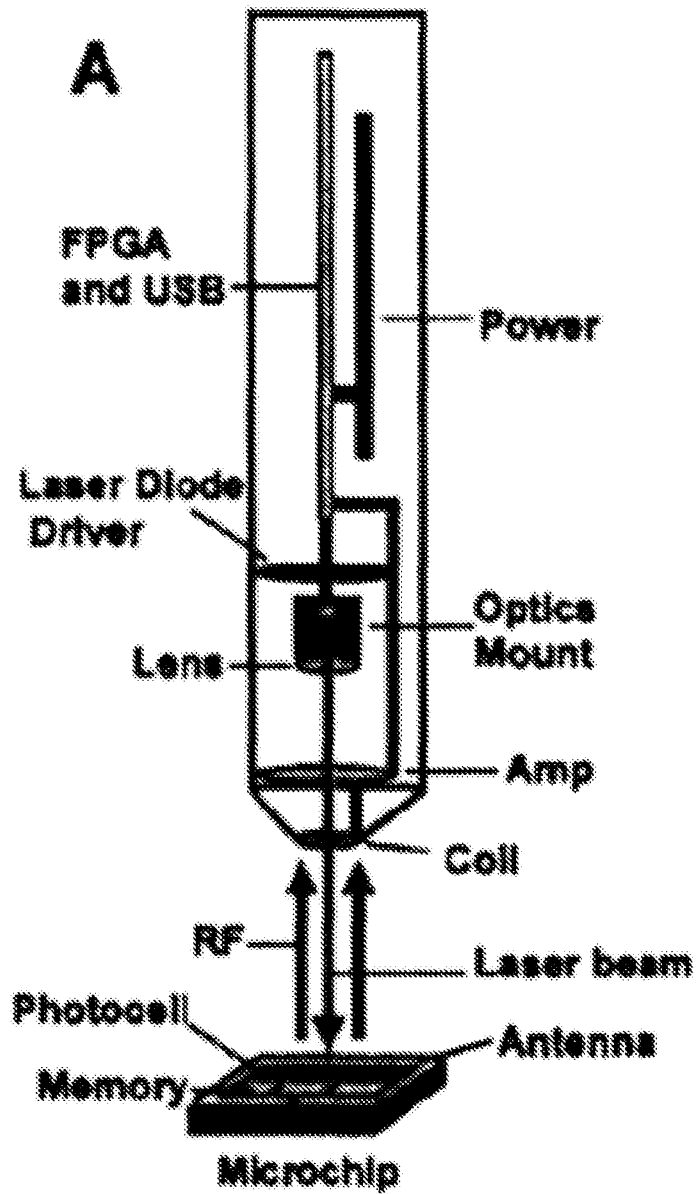 A
FPGA
and USB
Power
Laser Diode
Driver
Optics
Mount
Lens
Amp
Coil
RF
Laser beam
Photocell
Antenna
Memory
Microchip